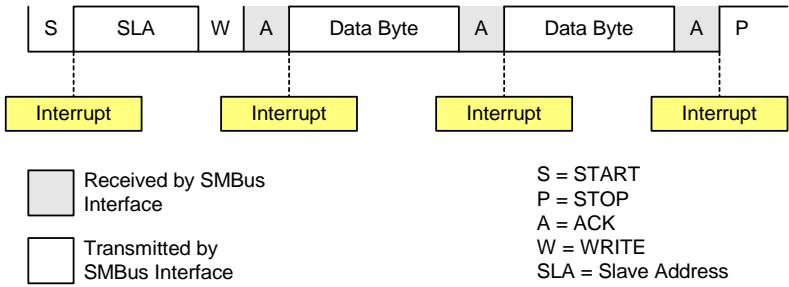 S SLA W A Data Byte A Data Byte A P
Interrupt Interrupt Interrupt Interrupt
Received by SMBus
Interface
Transmitted by
SMBus Interface
S = START
P = STOP
A = ACK
W = WRITE
SLA = Slave Address